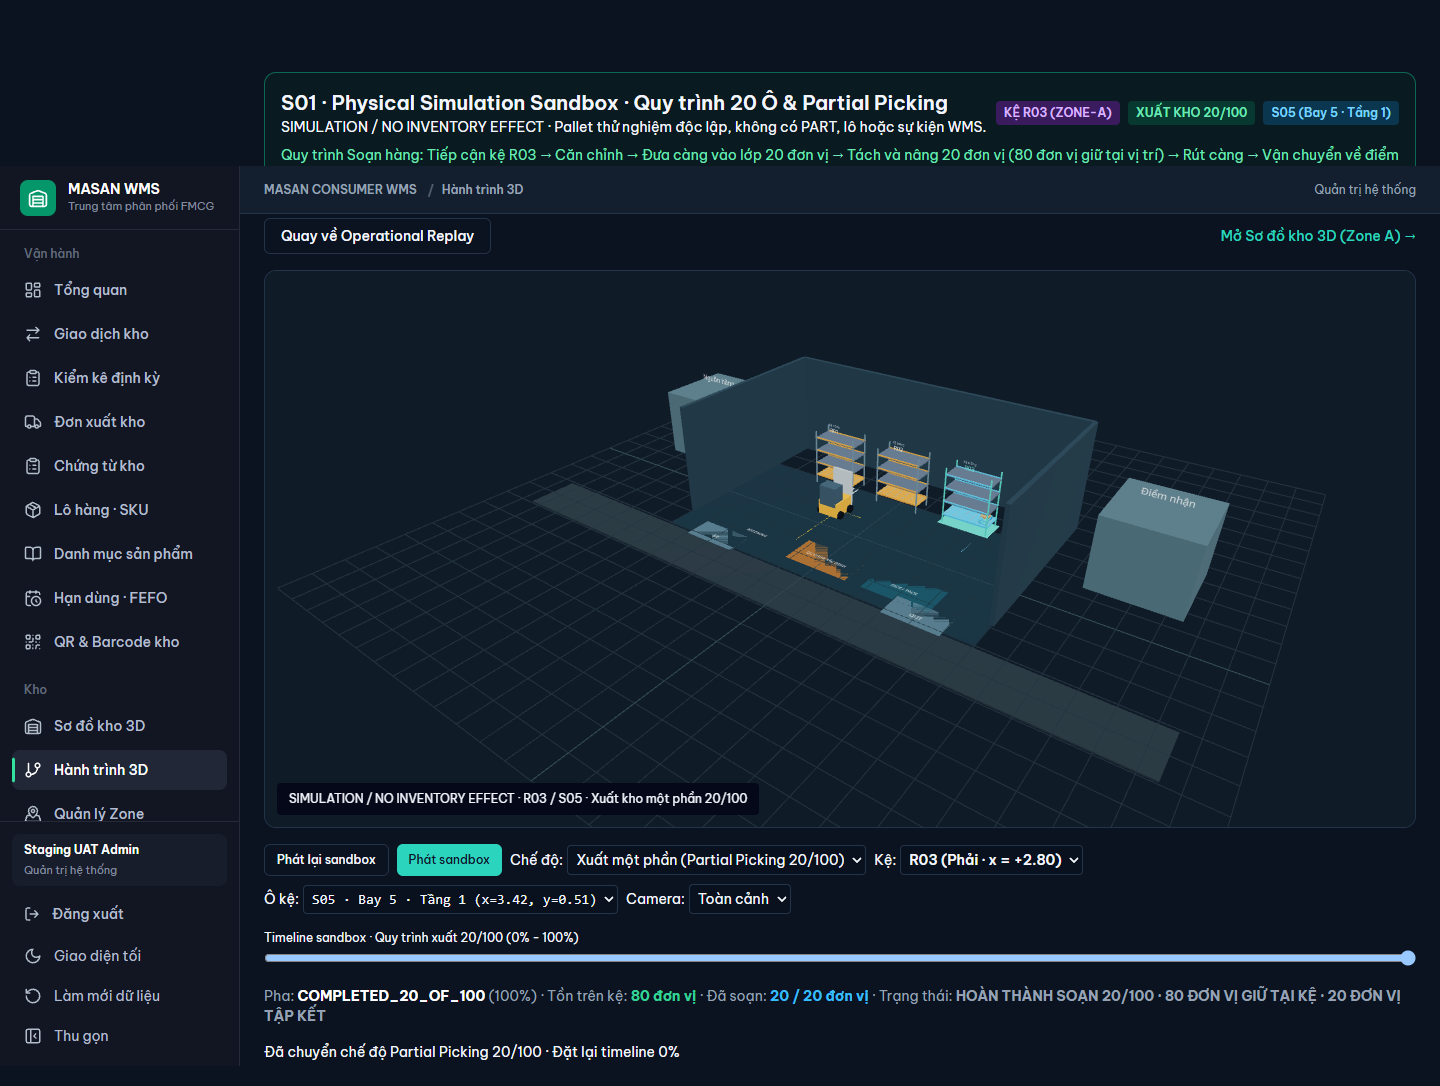 S01 · Physical Simulation Sandbox · Quy trình 20 Ô & Partial Picking
KỆ R03 (ZONE-A)
XUẤT KHO 20/100
S05 (Bay 5 · Tầng 1)
SIMULATION / NO INVENTORY EFFECT · Pallet thử nghiệm độc lập, không có PART, lô hoặc sự kiện WMS.
Quy trình Soạn hàng: Tiếp cận kệ R03 → Căn chỉnh → Đưa càng vào lớp 20 đơn vị → Tách và nâng 20 đơn vị (80 đơn vị giữ tại vị trí) → Rút càng → Vận chuyển về điểm
MASAN WMS
Trung tâm phân phối FMCG
MASAN CONSUMER WMS / Hành trình 3D
Quản trị hệ thống
Quay về Operational Replay
Mở Sơ đồ kho 3D (Zone A) →
Vận hành
Tổng quan
Giao dịch kho
Kiểm kê định kỳ
Đơn xuất kho
Chứng từ kho
Lô hàng · SKU
Danh mục sản phẩm
Hạn dùng · FEFO
QR & Barcode kho
Kho
Sơ đồ kho 3D
Hành trình 3D
Quản lý Zone
Staging UAT Admin
Quản trị hệ thống
Đăng xuất
Giao diện tối
Làm mới dữ liệu
Thu gọn
Điểm nhận
SIMULATION / NO INVENTORY EFFECT · R03 / S05 · Xuất kho một phần 20/100
Phát lại sandbox
Phát sandbox
Chế độ: Xuất một phần (Partial Picking 20/100)
Kệ: R03 (Phải · x = +2.80)
Ô kệ: S05 · Bay 5 · Tầng 1 (x=3.42, y=0.51)
Camera: Toàn cảnh
Timeline sandbox · Quy trình xuất 20/100 (0% - 100%)
Pha: COMPLETED_20_OF_100 (100%) · Tồn trên kệ: 80 đơn vị · Đã soạn: 20 / 20 đơn vị · Trạng thái: HOÀN THÀNH SOẠN 20/100 · 80 ĐƠN VỊ GIỮ TẠI KỆ · 20 ĐƠN VỊ
TẬP KẾT
Đã chuyển chế độ Partial Picking 20/100 · Đặt lại timeline 0%